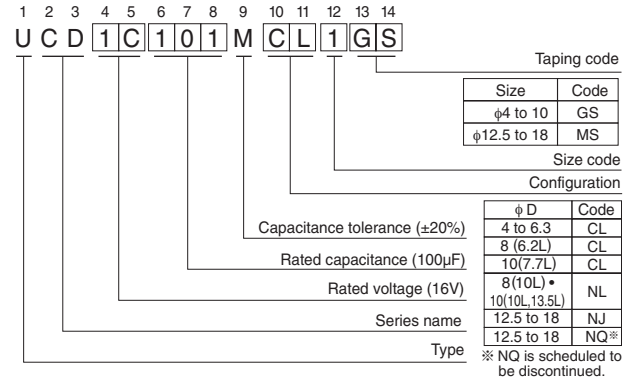 1 2 3 4 5 6 7 8 9 10 11 12 13 14
U C D 1 C 1 0 1 M C L 1 G S
Taping code
Size Code
φ4 to 10 GS
φ12.5 to 18 MS
Size code
Configuration
φ D Code
4 to 6.3 CL
8 (6.2L) CL
10(7.7L) CL
8(10L) •
10(10L,13.5L) NL
12.5 to 18 NJ
12.5 to 18 NQ※
※ NQ is scheduled to
be discontinued.
Capacitance tolerance (±20%)
Rated capacitance (100μF)
Rated voltage (16V)
Series name
Type